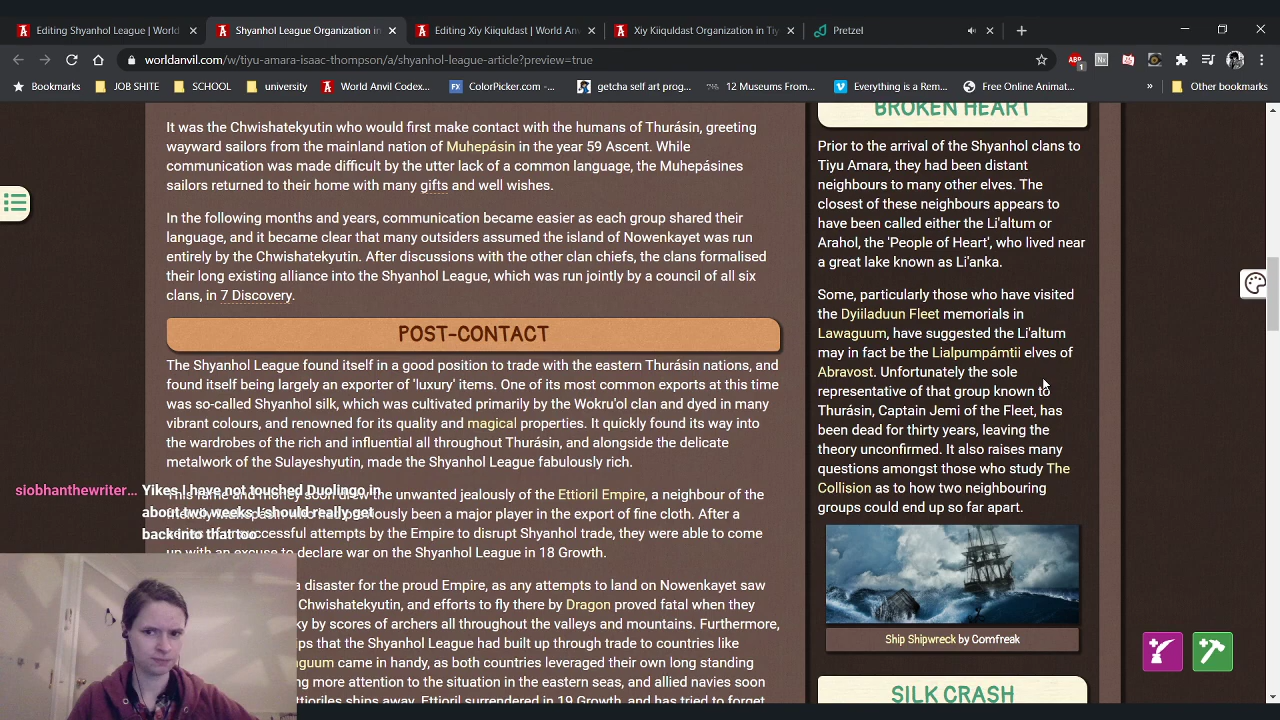 Editing Shyanhol League | World
Shyanhol League Organization in
Editing Xiy Kiiquldast | World An
Xiy Kiiquldast Organization in Tiy
Pretzel
worldanvil.com/w/tiyu-amara-isaac-thompson/a/shyanhol-league-article?preview=true
Bookmarks
JOB SHITE
SCHOOL
university
World Anvil Codex...
ColorPicker.com -...
getcha self art prog...
12 Museums From...
Everything is a Rem...
Free Online Animat...
»
Other bookmarks
It was the Chwishatekyutin who would first make contact with the humans of Thurásin, greeting
wayward sailors from the mainland nation of Muhepásin in the year 59 Ascent. While
communication was made difficult by the utter lack of a common language, the Muhepásines
sailors returned to their home with many gifts and well wishes.
In the following months and years, communication became easier as each group shared their
language, and it became clear that many outsiders assumed the island of Nowenkayet was run
entirely by the Chwishatekyutin. After discussions with the other clan chiefs, the clans formalised
their long existing alliance into the Shyanhol League, which was run jointly by a council of all six
clans, in 7 Discovery.
POST-CONTACT
The Shyanhol League found itself in a good position to trade with the eastern Thurásin nations, and
found itself being largely an exporter of 'luxury' items. One of its most common exports at this time
was so-called Shyanhol silk, which was cultivated primarily by the Wokru'ol clan and dyed in many
vibrant colours, and renowned for its quality and magical properties. It quickly found its way into
the wardrobes of the rich and influential all throughout Thurásin, and alongside the delicate
metalwork of the Sulayeshyutin, made the Shyanhol League fabulously rich.
the unwanted jealously of the Ettioril Empire, a neighbour of the
previously been a major player in the export of fine cloth. After a
successful attempts by the Empire to disrupt Shyanhol trade, they were able to come
up with an excuse to declare war on the Shyanhol League in 18 Growth.
a disaster for the proud Empire, as any attempts to land on Nowenkayet saw
Chwishatekyutin, and efforts to fly there by Dragon proved fatal when they
ky by scores of archers all throughout the valleys and mountains. Furthermore,
ps that the Shyanhol League had built up through trade to countries like
guum came in handy, as both countries leveraged their own long standing
ng more attention to the situation in the eastern seas, and allied navies soon
ttioriles ships away. Ettioril surrendered in 19 Growth, and has tried to forget
siobhanthewriter... Yikes I have not touched Duolingo in
about two weeks I should really get
back into that too
BROKEN HEART
Prior to the arrival of the Shyanhol clans to
Tiyu Amara, they had been distant
neighbours to many other elves. The
closest of these neighbours appears to
have been called either the Li'altum or
Arahol, the 'People of Heart', who lived near
a great lake known as Li'anka.
Some, particularly those who have visited
the Dyiiladuun Fleet memorials in
Lawaguum, have suggested the Li'altum
may in fact be the Lialpumpámtii elves of
Abravost. Unfortunately the sole
representative of that group known to
Thurásin, Captain Jemi of the Fleet, has
been dead for thirty years, leaving the
theory unconfirmed. It also raises many
questions amongst those who study The
Collision as to how two neighbouring
groups could end up so far apart.
Ship Shipwreck by Comfreak
SILK CRASH